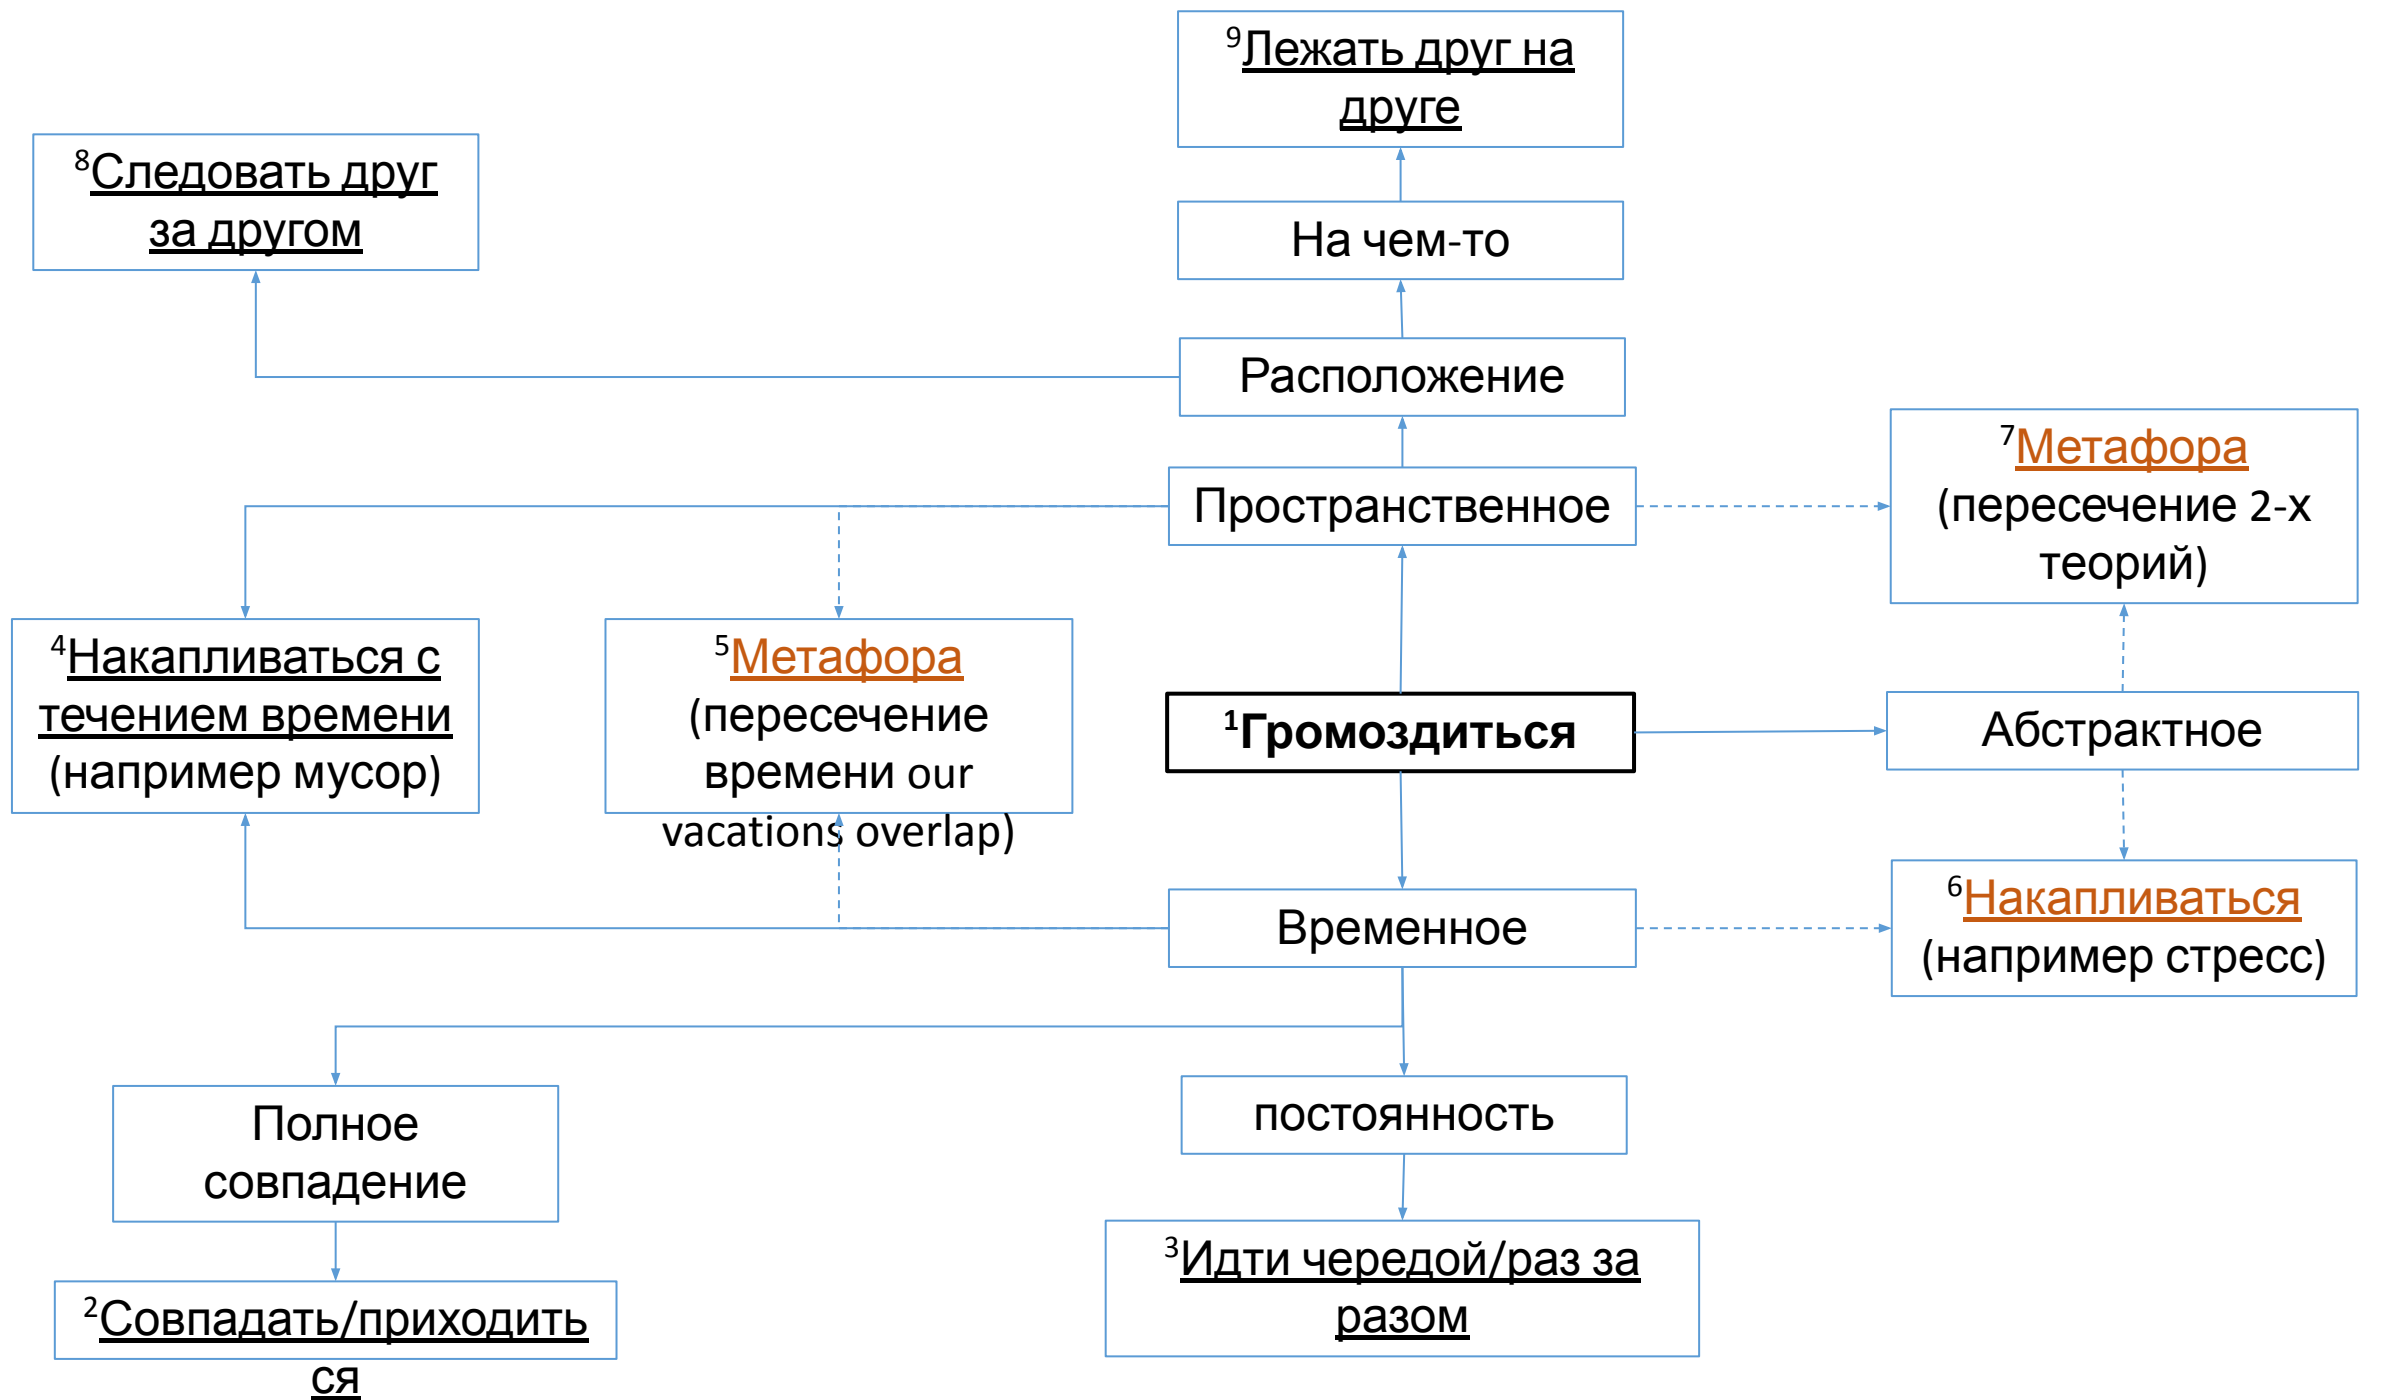 ⁹Лежать друг на
друге
⁸Следовать друг
за другом
На чем-то
Расположение
⁷Метафора
(пересечение 2-х
теорий)
Пространственное
⁴Накапливаться с
течением времени
(например мусор)
⁵Метафора
(пересечение
времени our
vacations overlap)
¹Громоздиться
Абстрактное
Временное
⁶Накапливаться
(например стресс)
Полное
совпадение
постоянность
²Совпадать/приходить
ся
³Идти чередой/раз за
разом